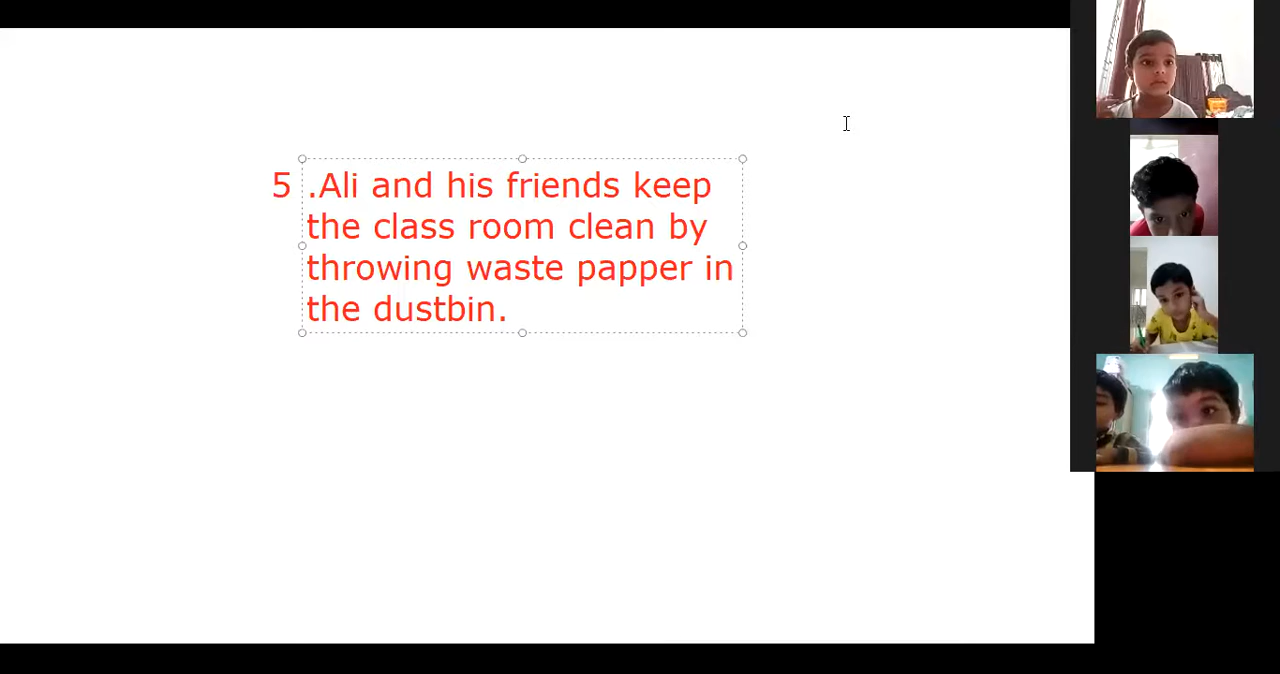 5 .Ali and his friends keep
the class room clean by
throwing waste papper in
the dustbin.